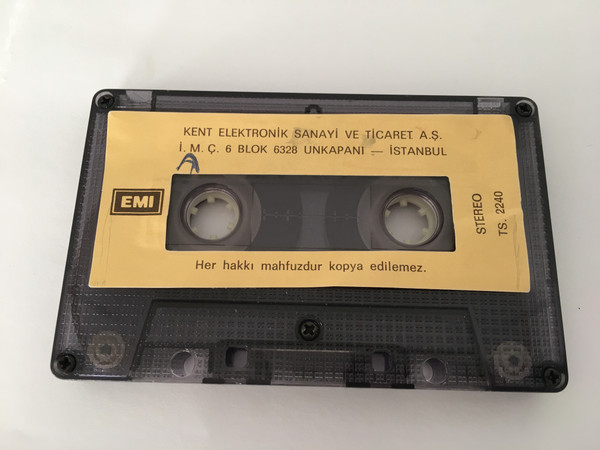 KENT ELEKTRONİK SANAYİ VE TİCARET A.Ş.
İ. M. Ç. 6 BLOK 6328 UNKAPANI — İSTANBUL
A
EMI
STEREO
TS. 2240
Her hakkı mahfuzdur kopya edilemez.